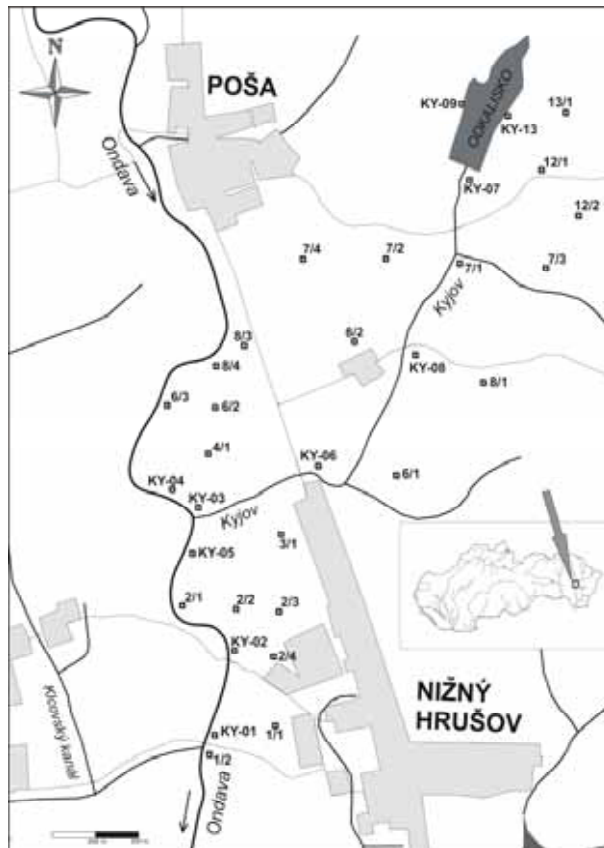 N
POŠA
Ondava
KY-09
ODKALISKO
KY-13
13/1
12/1
KY-07
12/2
7/4
7/2
7/1
7/3
Kyjov
8/3
6/2
KY-08
8/4
8/1
6/3
6/2
4/1
KY-06
6/1
KY-04
KY-03
Kyjov
3/1
KY-05
2/1
2/2
2/3
KY-02
2/4
NIŽNÝ
HRUŠOV
Klčovský kanál
KY-01
1/1
1/2
Ondava